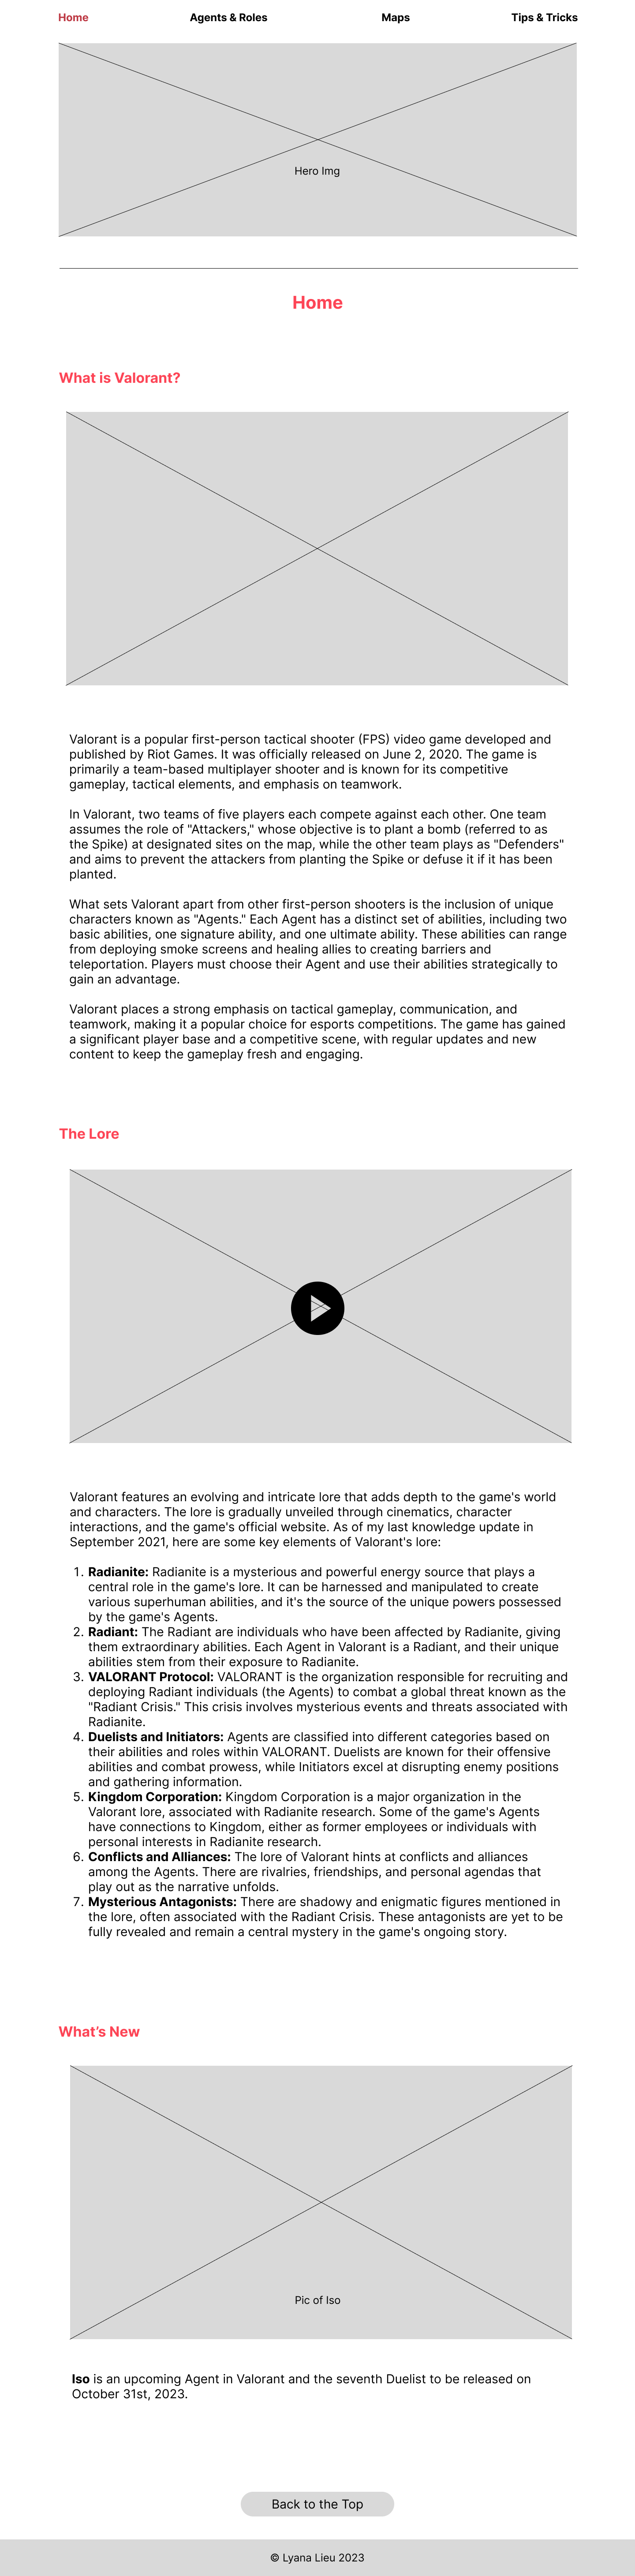 Home Agents & Roles Maps Tips & Tricks
Hero Img
Home
What is Valorant?
Valorant is a popular first-person tactical shooter (FPS) video game developed and
published by Riot Games. It was officially released on June 2, 2020. The game is
primarily a team-based multiplayer shooter and is known for its competitive
gameplay, tactical elements, and emphasis on teamwork.
In Valorant, two teams of five players each compete against each other. One team
assumes the role of "Attackers," whose objective is to plant a bomb (referred to as
the Spike) at designated sites on the map, while the other team plays as "Defenders"
and aims to prevent the attackers from planting the Spike or defuse it if it has been
planted.
What sets Valorant apart from other first-person shooters is the inclusion of unique
characters known as "Agents." Each Agent has a distinct set of abilities, including two
basic abilities, one signature ability, and one ultimate ability. These abilities can range
from deploying smoke screens and healing allies to creating barriers and
teleportation. Players must choose their Agent and use their abilities strategically to
gain an advantage.
Valorant places a strong emphasis on tactical gameplay, communication, and
teamwork, making it a popular choice for esports competitions. The game has gained
a significant player base and a competitive scene, with regular updates and new
content to keep the gameplay fresh and engaging.
The Lore
Valorant features an evolving and intricate lore that adds depth to the game's world
and characters. The lore is gradually unveiled through cinematics, character
interactions, and the game's official website. As of my last knowledge update in
September 2021, here are some key elements of Valorant's lore:
1. Radianite: Radianite is a mysterious and powerful energy source that plays a
central role in the game's lore. It can be harnessed and manipulated to create
various superhuman abilities, and it's the source of the unique powers possessed
by the game's Agents.
2. Radiant: The Radiant are individuals who have been affected by Radianite, giving
them extraordinary abilities. Each Agent in Valorant is a Radiant, and their unique
abilities stem from their exposure to Radianite.
3. VALORANT Protocol: VALORANT is the organization responsible for recruiting and
deploying Radiant individuals (the Agents) to combat a global threat known as the
"Radiant Crisis." This crisis involves mysterious events and threats associated with
Radianite.
4. Duelists and Initiators: Agents are classified into different categories based on
their abilities and roles within VALORANT. Duelists are known for their offensive
abilities and combat prowess, while Initiators excel at disrupting enemy positions
and gathering information.
5. Kingdom Corporation: Kingdom Corporation is a major organization in the
Valorant lore, associated with Radianite research. Some of the game's Agents
have connections to Kingdom, either as former employees or individuals with
personal interests in Radianite research.
6. Conflicts and Alliances: The lore of Valorant hints at conflicts and alliances
among the Agents. There are rivalries, friendships, and personal agendas that
play out as the narrative unfolds.
7. Mysterious Antagonists: There are shadowy and enigmatic figures mentioned in
the lore, often associated with the Radiant Crisis. These antagonists are yet to be
fully revealed and remain a central mystery in the game's ongoing story.
What’s New
Pic of Iso
Iso is an upcoming Agent in Valorant and the seventh Duelist to be released on
October 31st, 2023.
Back to the Top
© Lyana Lieu 2023